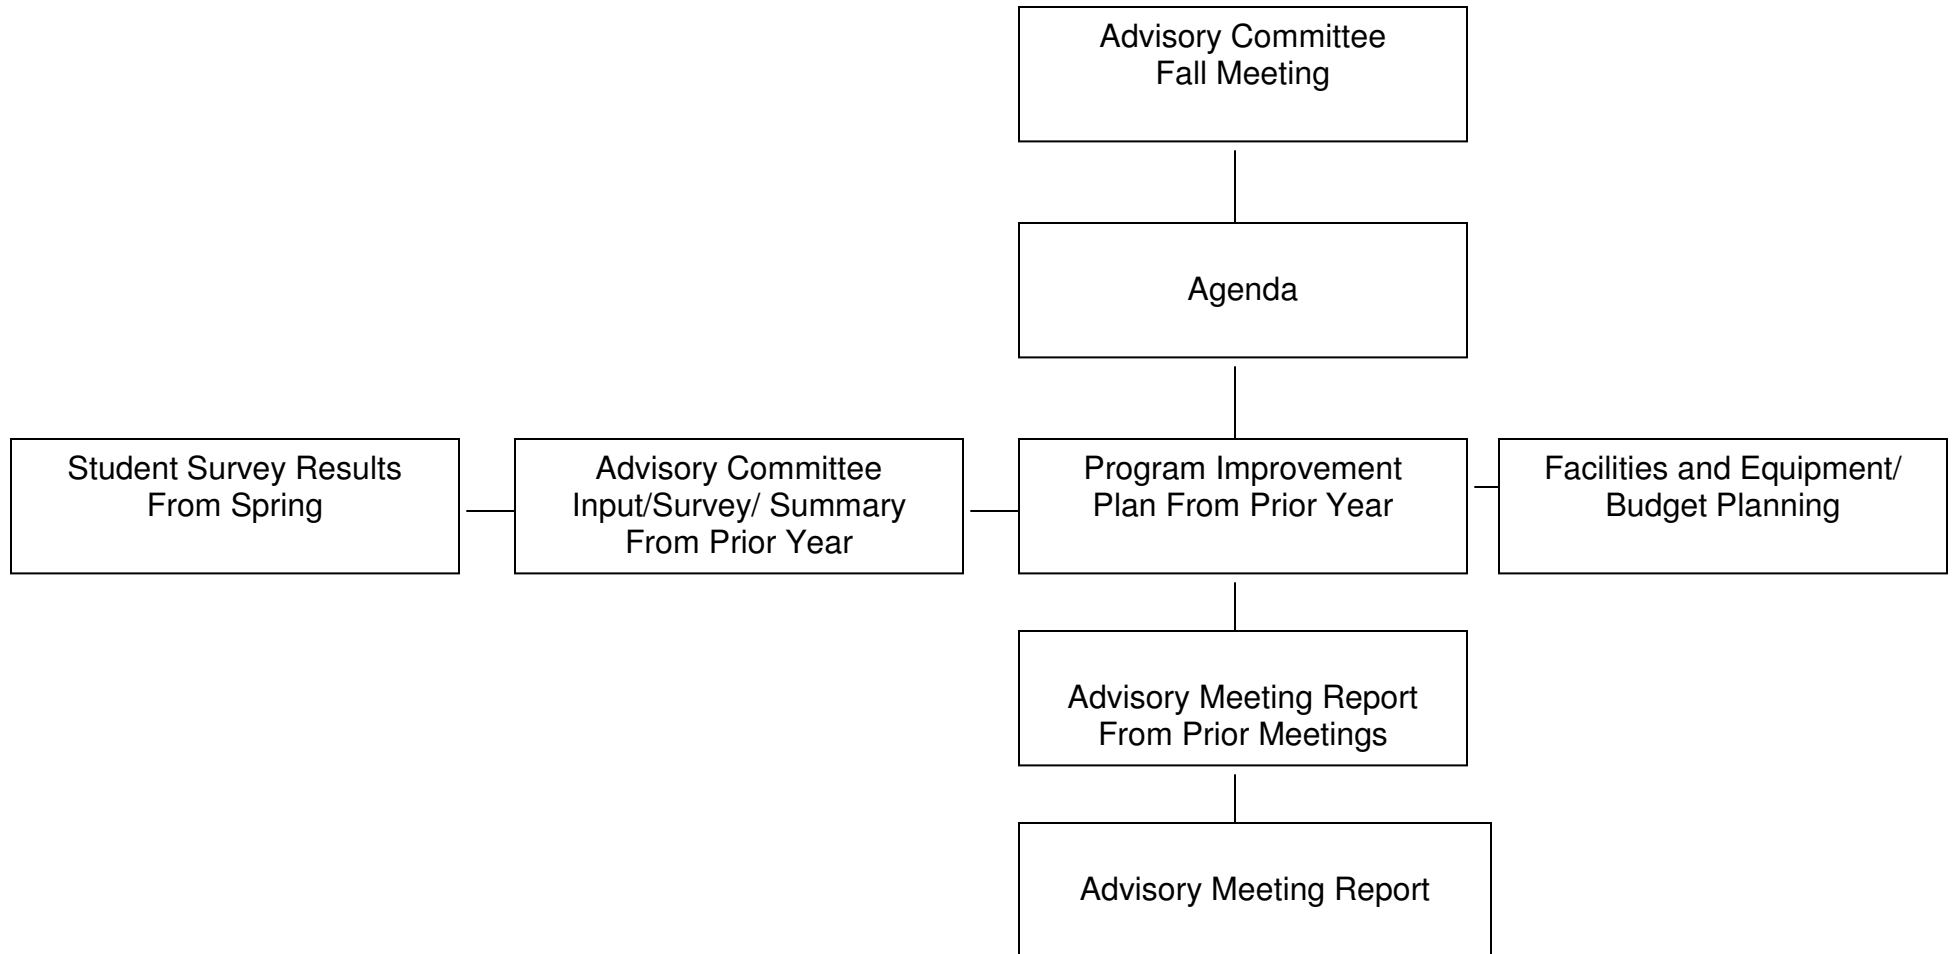 Advisory Committee
Fall Meeting
Agenda
Student Survey Results
From Spring
Advisory Committee
Input/Survey/ Summary
From Prior Year
Program Improvement
Plan From Prior Year
Facilities and Equipment/
Budget Planning
Advisory Meeting Report
From Prior Meetings
Advisory Meeting Report